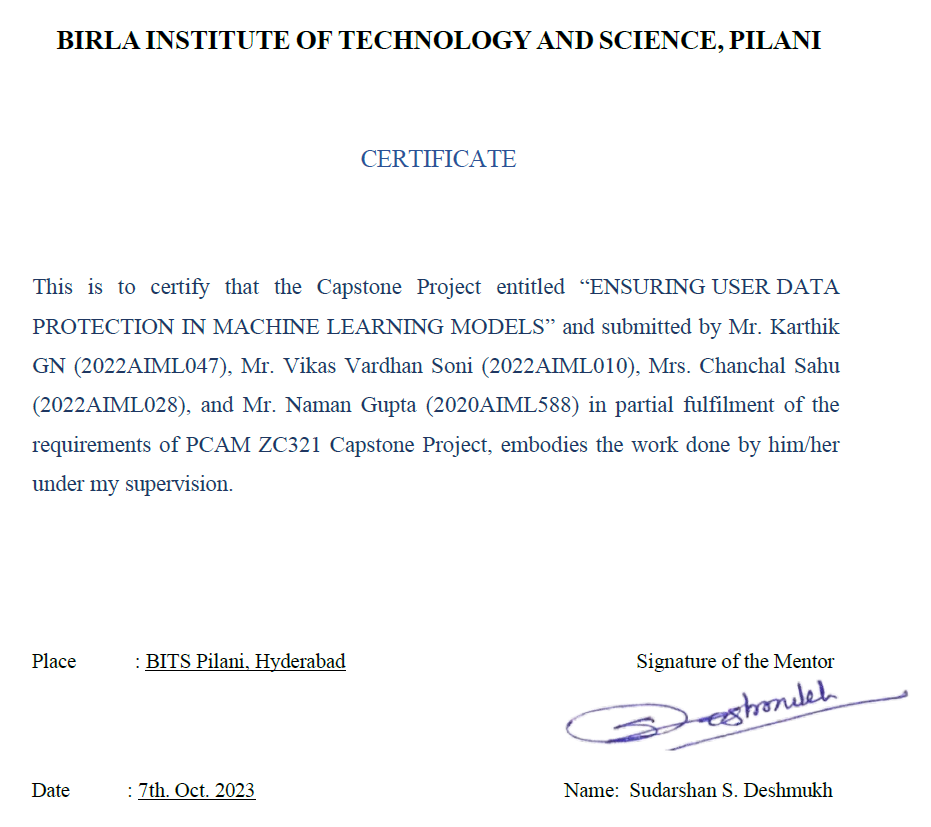 BIRLA INSTITUTE OF TECHNOLOGY AND SCIENCE, PILANI
CERTIFICATE
This is to certify that the Capstone Project entitled “ENSURING USER DATA
PROTECTION IN MACHINE LEARNING MODELS” and submitted by Mr. Karthik
GN (2022AIML047), Mr. Vikas Vardhan Soni (2022AIML010), Mrs. Chanchal Sahu
(2022AIML028), and Mr. Naman Gupta (2020AIML588) in partial fulfilment of the
requirements of PCAM ZC321 Capstone Project, embodies the work done by him/her
under my supervision.
Place : BITS Pilani, Hyderabad Signature of the Mentor
Date : 7th. Oct. 2023 Name: Sudarshan S. Deshmukh